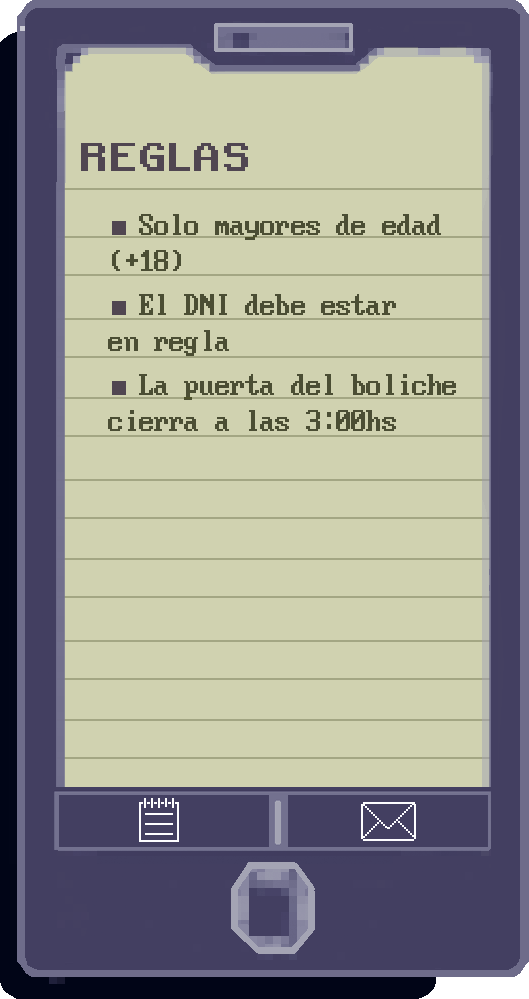 REGLAS
▪ Solo mayores de edad
(+18)
▪ El DNI debe estar
en regla
▪ La puerta del boliche
cierra a las 3:00hs